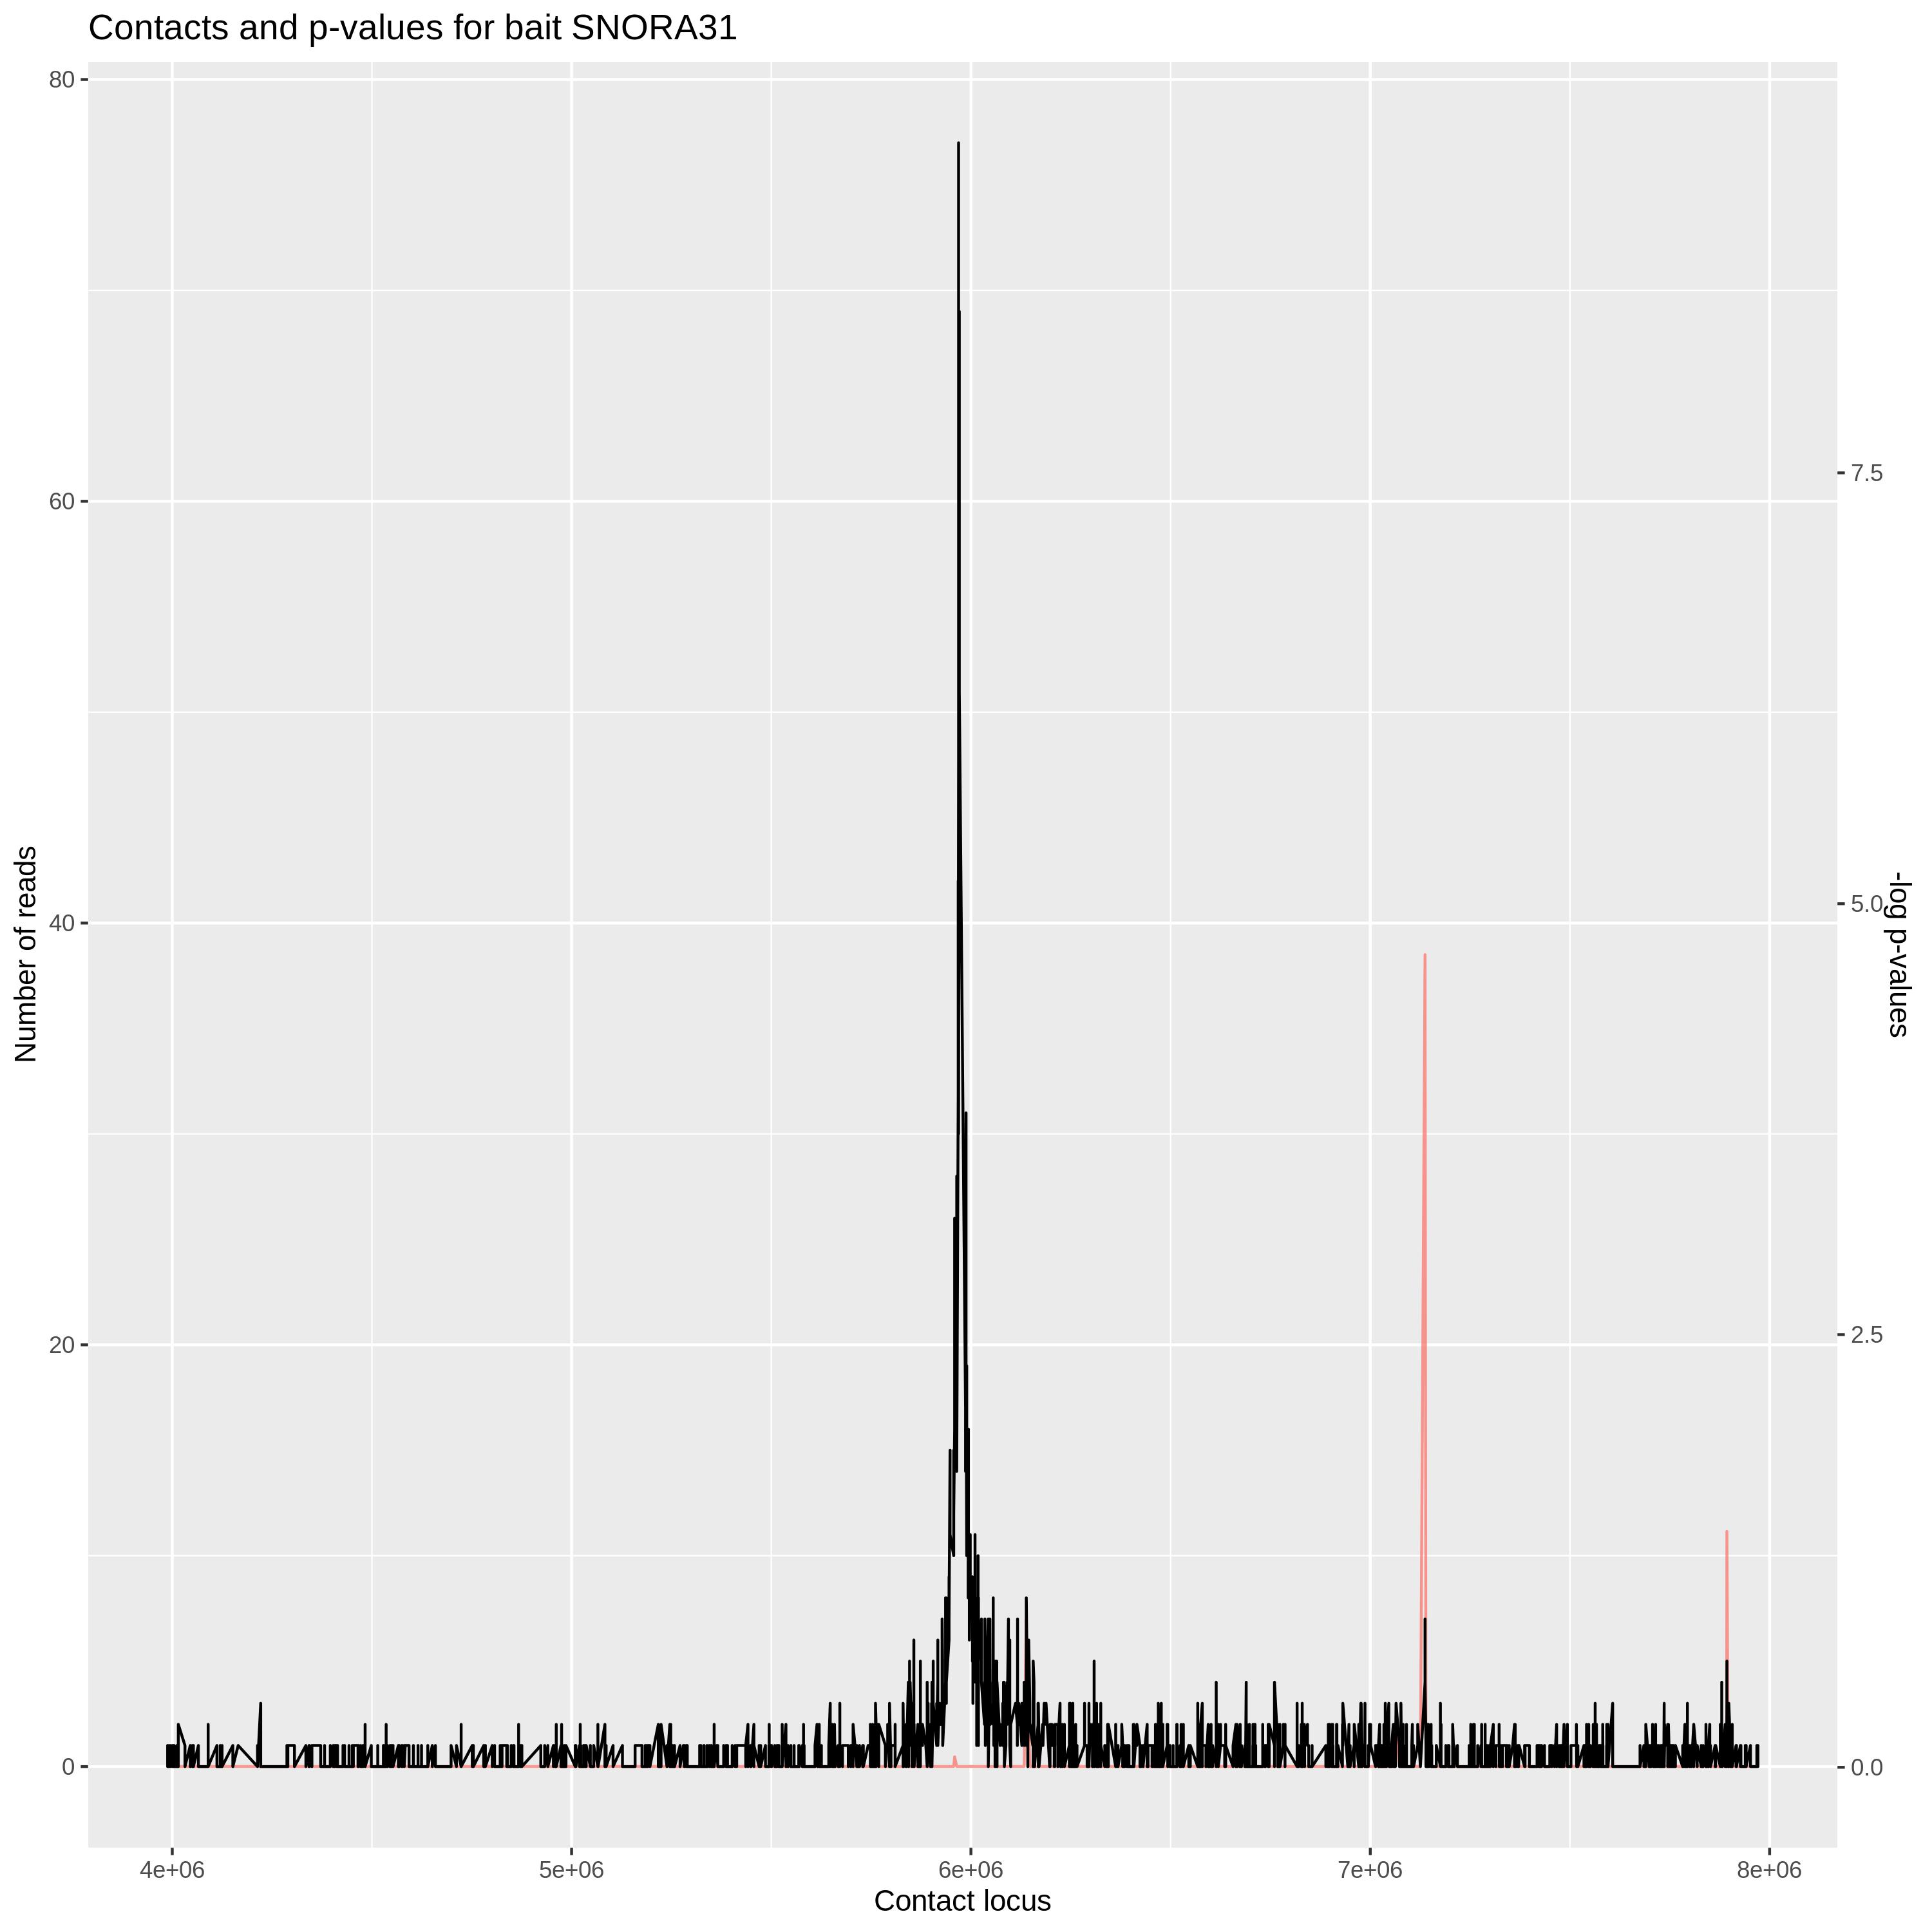 Contacts and p-values for bait SNORA31
80
60
40
20
0
Number of reads
7.5
5.0
2.5
0.0
-log p-values
4e+06 5e+06 6e+06 7e+06 8e+06
Contact locus